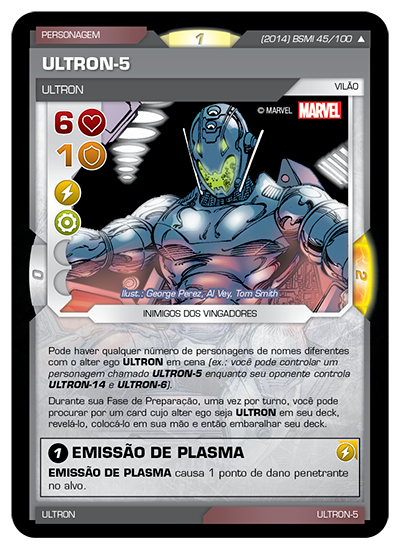 PERSONAGEM
1
(2014) BSMI 45/100 ▲
ULTRON-5
ULTRON
VILÃO
6
© MARVEL
MARVEL
1
0
2
Ilust.: George Pérez, Al Vey, Tom Smith
INIMIGOS DOS VINGADORES
Pode haver qualquer número de personagens de nomes diferentes
com o alter ego ULTRON em cena (ex.: você pode controlar um
personagem chamado ULTRON-5 enquanto seu oponente controla
ULTRON-14 e ULTRON-6).
Durante sua Fase de Preparação, uma vez por turno, você pode
procurar por um card cujo alter ego seja ULTRON em seu deck,
revelá-lo, colocá-lo em sua mão e então embaralhar seu deck.
1 EMISSÃO DE PLASMA
EMISSÃO DE PLASMA causa 1 ponto de dano penetrante
no alvo.
ULTRON
ULTRON-5